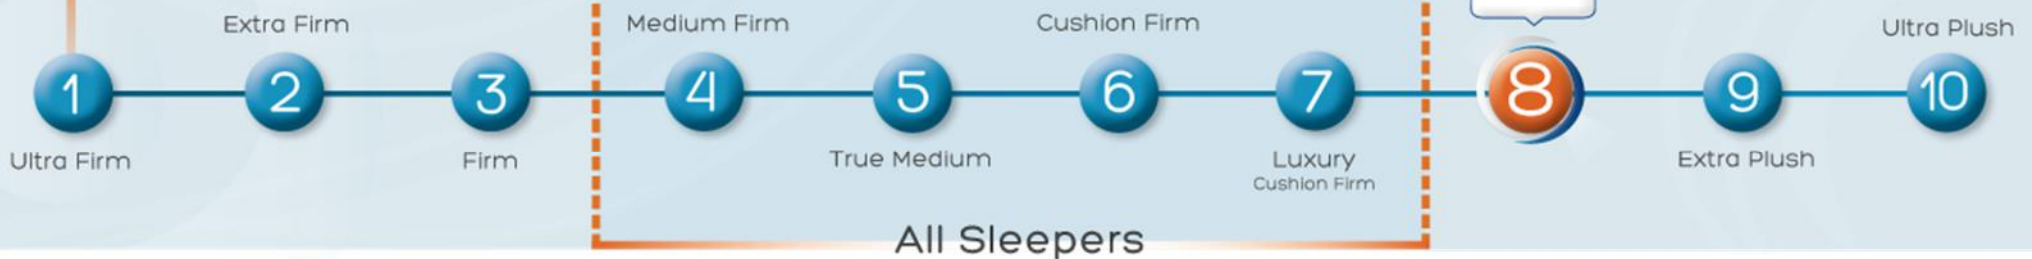 Extra Firm
Medium Firm
Cushion Firm
Ultra Plush
1
2
3
4
5
6
7
8
9
10
Ultra Firm
Firm
True Medium
Luxury
Cushion Firm
Extra Plush
All Sleepers